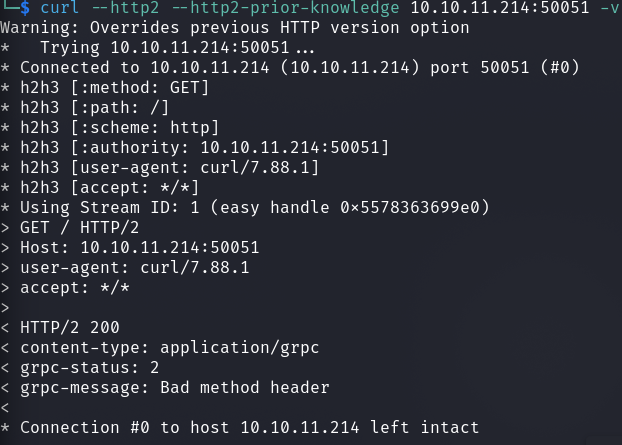 └─$ curl --http2 --http2-prior-knowledge 10.10.11.214:50051 -v
Warning: Overrides previous HTTP version option
*   Trying 10.10.11.214:50051...
* Connected to 10.10.11.214 (10.10.11.214) port 50051 (#0)
* h2h3 [:method: GET]
* h2h3 [:path: /]
* h2h3 [:scheme: http]
* h2h3 [:authority: 10.10.11.214:50051]
* h2h3 [user-agent: curl/7.88.1]
* h2h3 [accept: */*]
* Using Stream ID: 1 (easy handle 0x5578363699e0)
> GET / HTTP/2
> Host: 10.10.11.214:50051
> user-agent: curl/7.88.1
> accept: */*
>
< HTTP/2 200
< content-type: application/grpc
< grpc-status: 2
< grpc-message: Bad method header
<
* Connection #0 to host 10.10.11.214 left intact